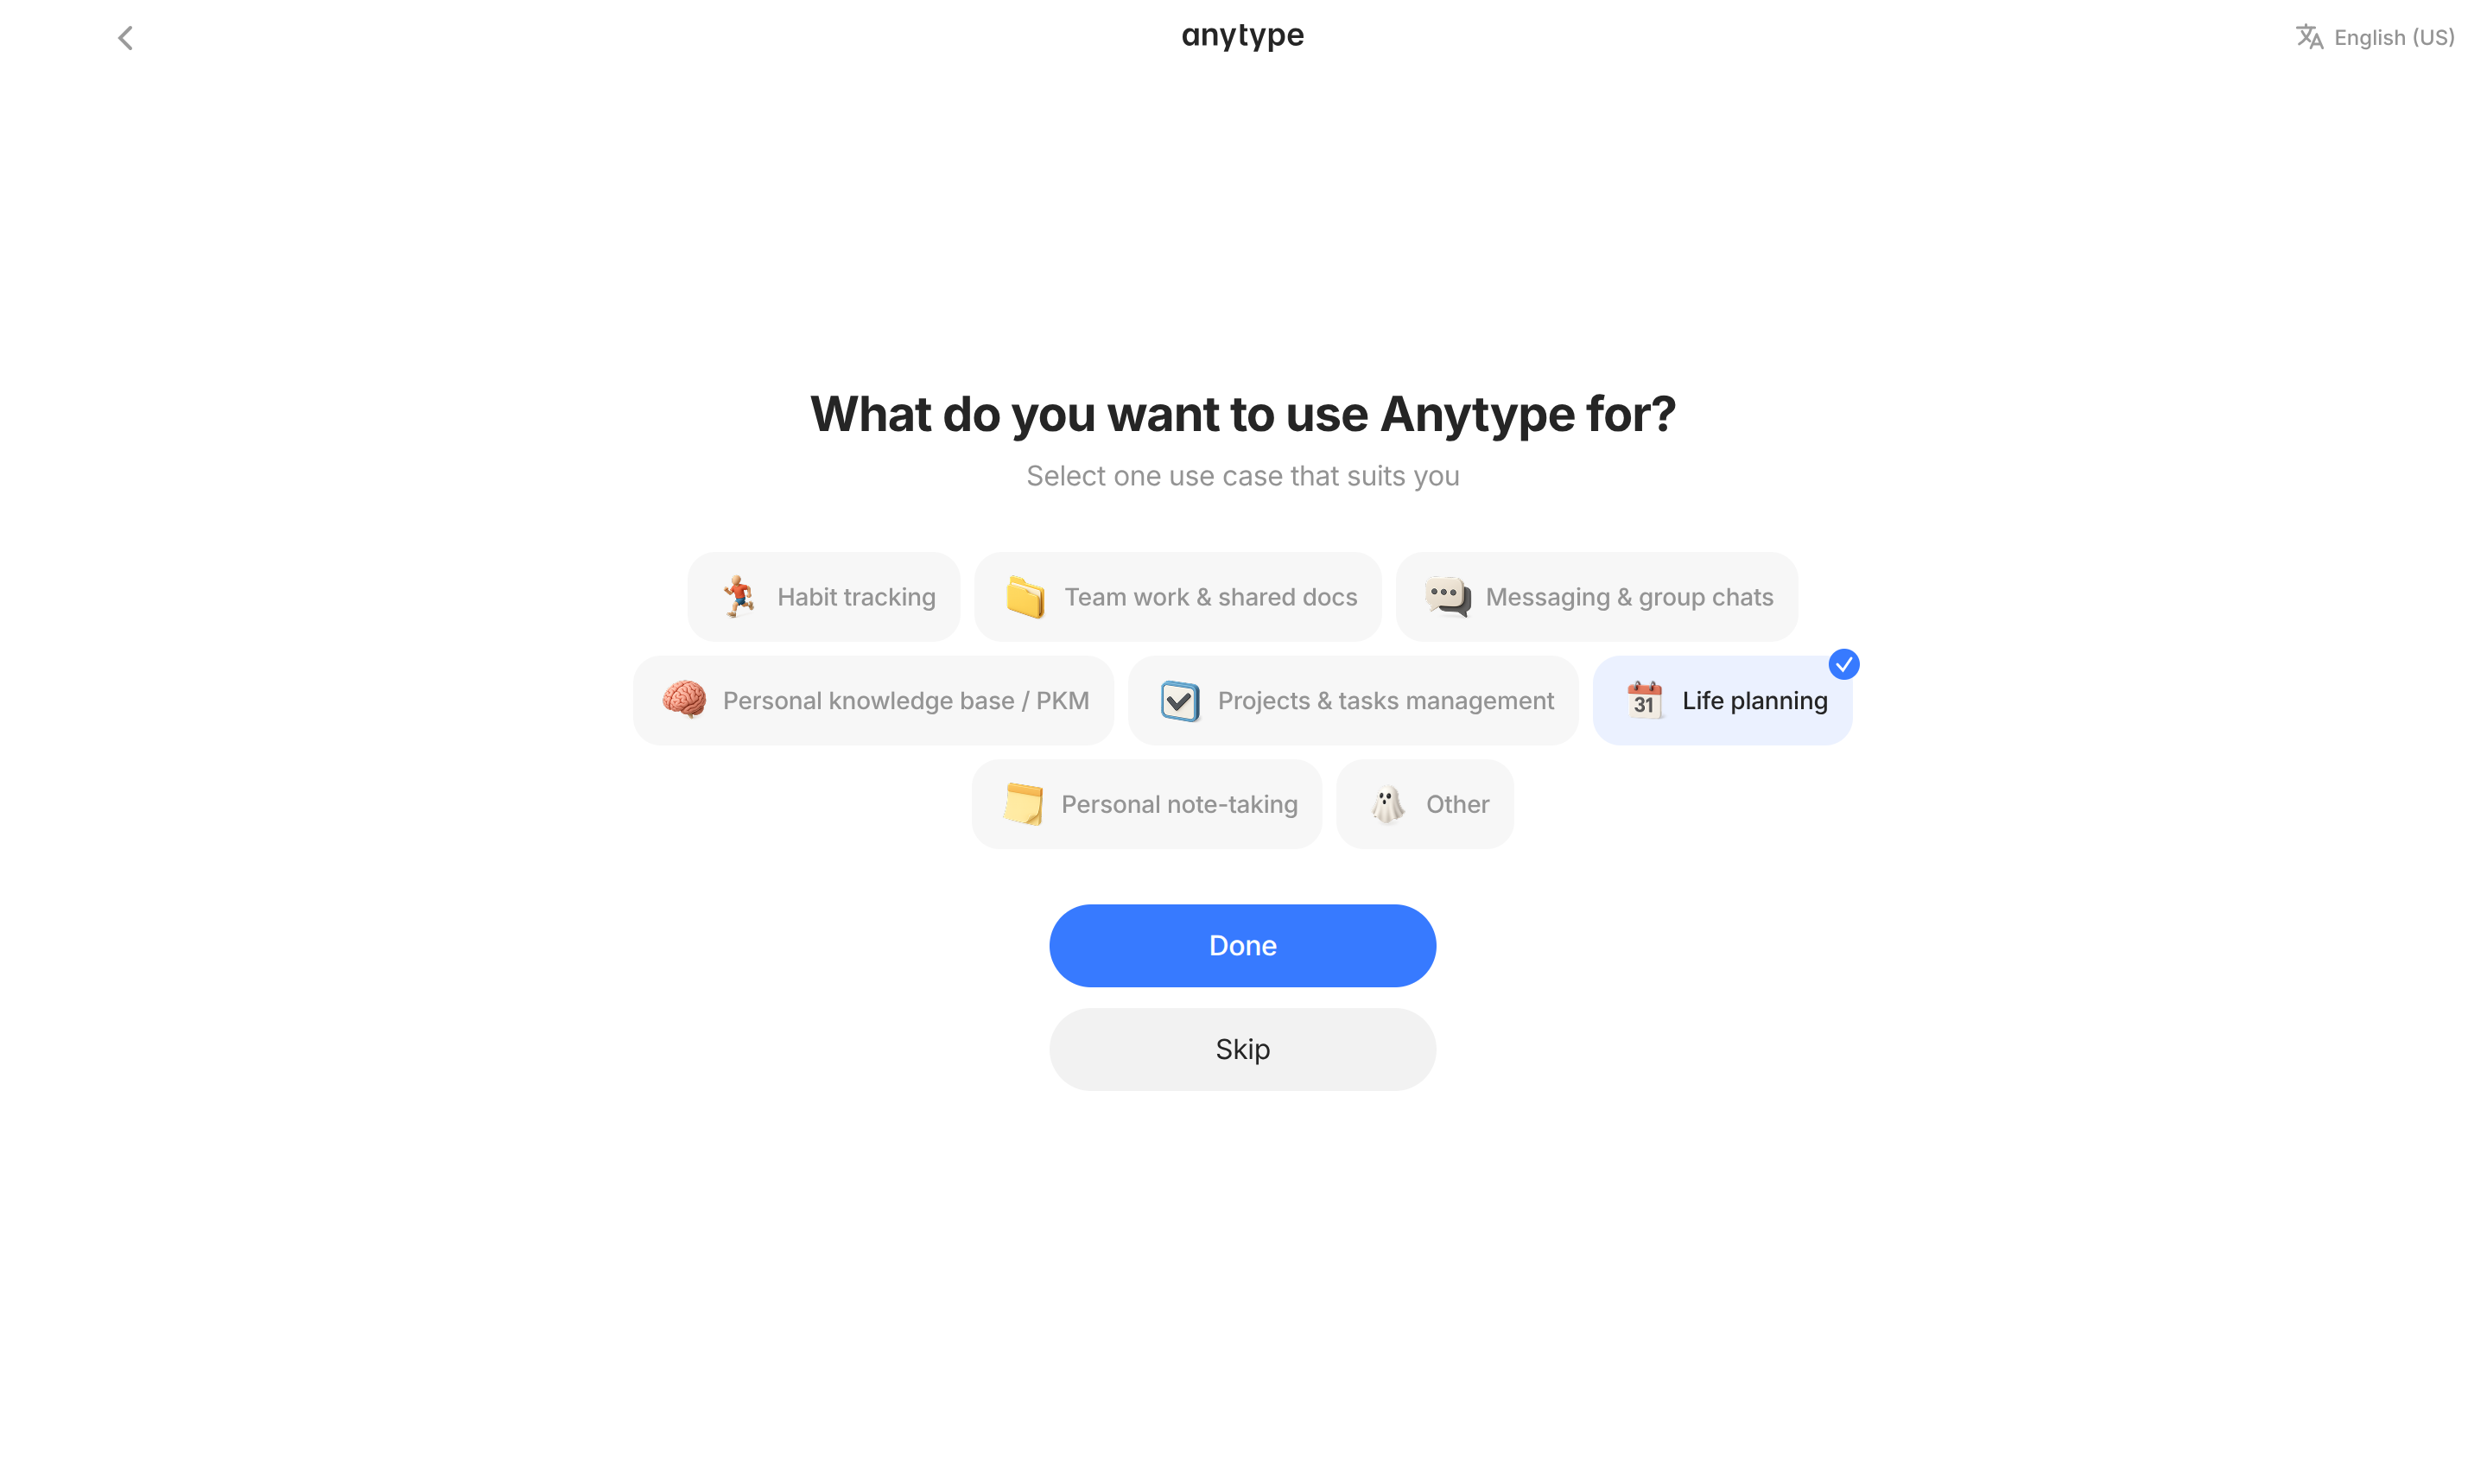 anytype
English (US)
What do you want to use Anytype for?
Select one use case that suits you
Habit tracking
Team work & shared docs
Messaging & group chats
Personal knowledge base / PKM
Projects & tasks management
31
Life planning
Personal note-taking
Other
Done
Skip